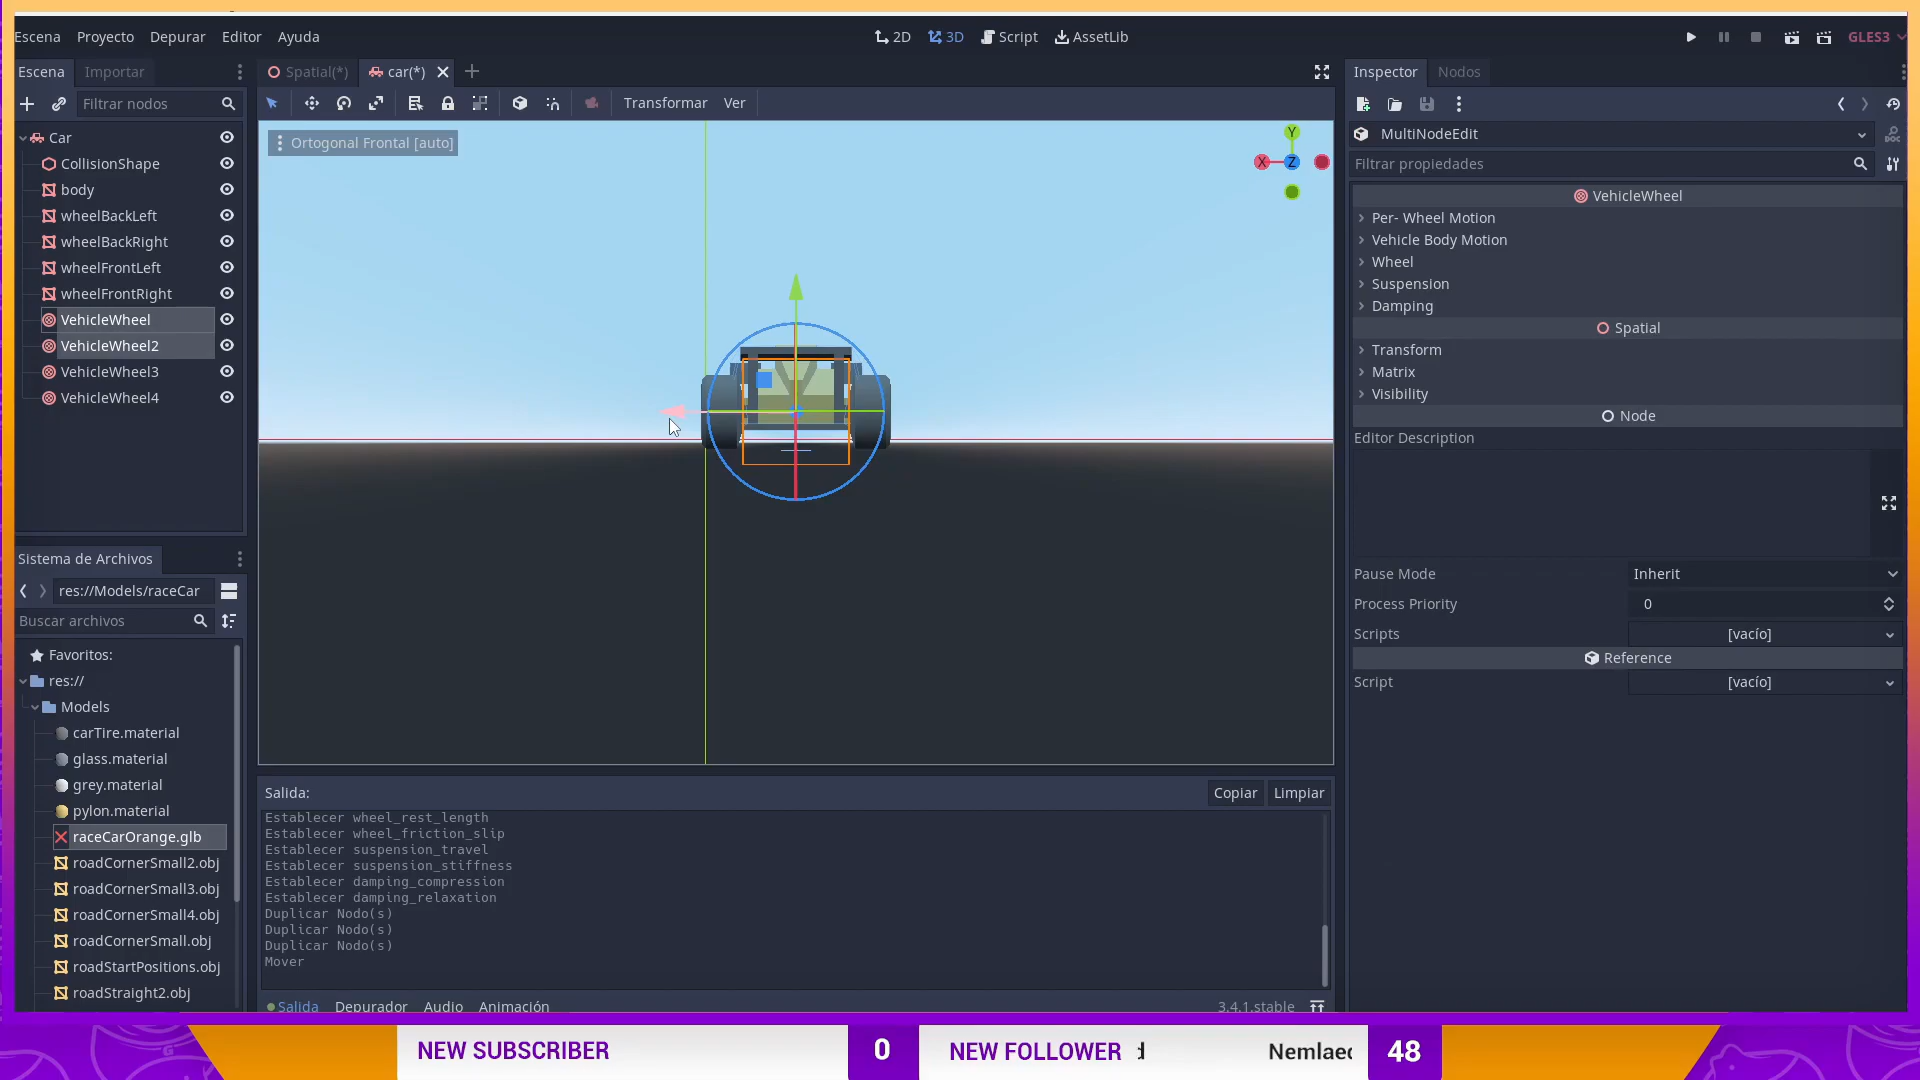 Escena Proyecto Depurar Editor Ayuda
2D 3D Script AssetLib
GLES3
Escena Importar
Spatial(*) car(*)
Inspector Nodos
Filtrar nodos
Transformar Ver
Car
CollisionShape
body
wheelBackLeft
wheelBackRight
wheelFrontLeft
wheelFrontRight
VehicleWheel
VehicleWheel2
VehicleWheel3
VehicleWheel4
Ortogonal Frontal [auto]
Y
X Z
MultiNodeEdit
Filtrar propiedades
VehicleWheel
Per- Wheel Motion
Vehicle Body Motion
Wheel
Suspension
Damping
Spatial
Transform
Matrix
Visibility
Node
Editor Description
Pause Mode Inherit
Process Priority 0
Scripts [vacío]
Reference
Script [vacío]
Sistema de Archivos
res://Models/raceCar
Buscar archivos
Favoritos:
res://
Models
carTire.material
glass.material
grey.material
pylon.material
raceCarOrange.glb
roadCornerSmall2.obj
roadCornerSmall3.obj
roadCornerSmall4.obj
roadCornerSmall.obj
roadStartPositions.obj
roadStraight2.obj
Salida:
Copiar Limpiar
Establecer wheel_rest_length
Establecer wheel_friction_slip
Establecer suspension_travel
Establecer suspension_stiffness
Establecer damping_compression
Establecer damping_relaxation
Duplicar Nodo(s)
Duplicar Nodo(s)
Duplicar Nodo(s)
Mover
Salida Depurador Audio Animación
3.4.1.stable
NEW SUBSCRIBER 0 NEW FOLLOWER Nemlaec 48